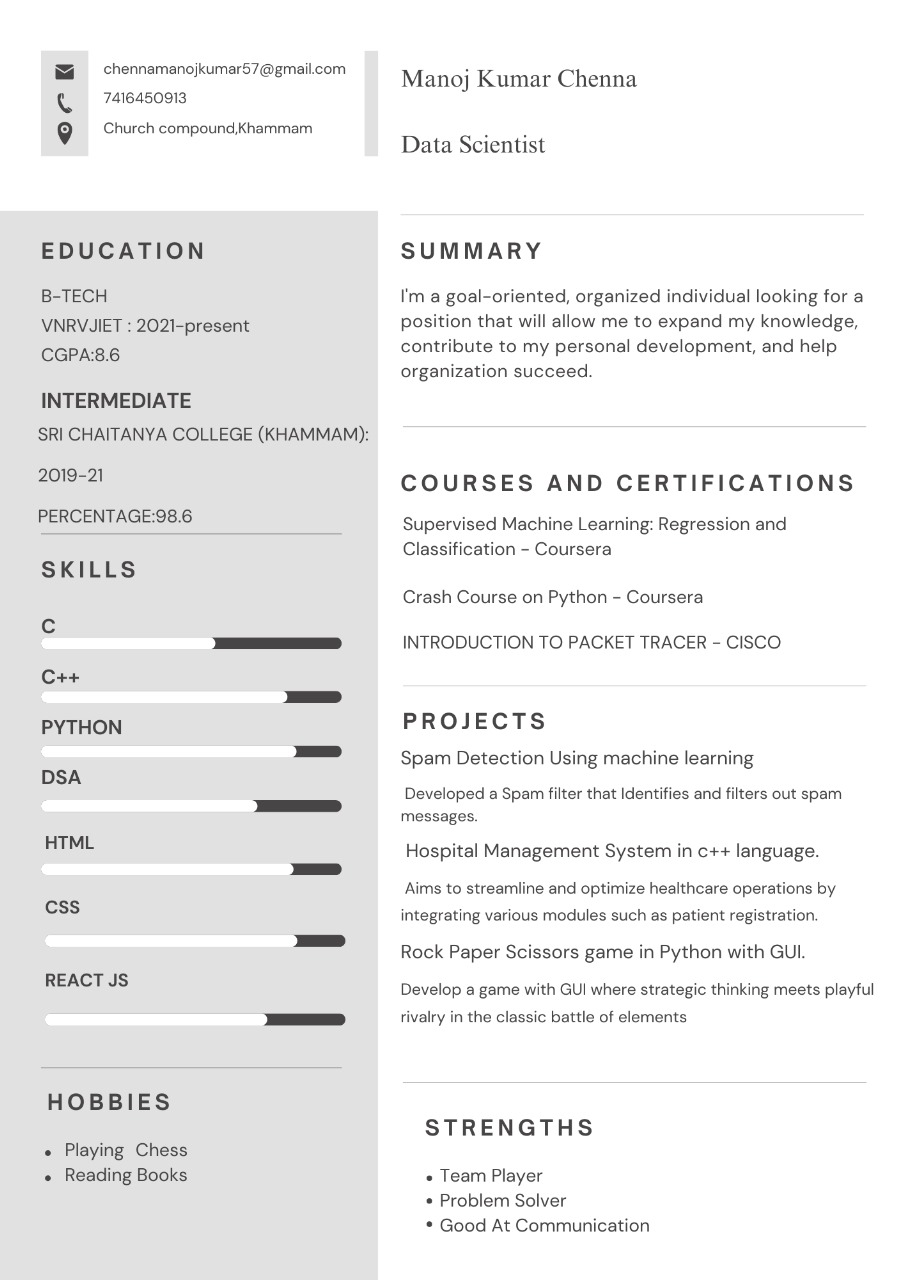 chennamanojkumar57@gmail.com
7416450913
Church compound,Khammam
Manoj Kumar Chenna
Data Scientist
EDUCATION
B-TECH
VNRVJIET : 2021-present
CGPA:8.6
INTERMEDIATE
SRI CHAITANYA COLLEGE (KHAMMAM):
2019-21
PERCENTAGE:98.6
SKILLS
C
C++
PYTHON
DSA
HTML
CSS
REACT JS
HOBBIES
• Playing Chess
• Reading Books
SUMMARY
I'm a goal-oriented, organized individual looking for a
position that will allow me to expand my knowledge,
contribute to my personal development, and help
organization succeed.
COURSES AND CERTIFICATIONS
Supervised Machine Learning: Regression and
Classification - Coursera
Crash Course on Python - Coursera
INTRODUCTION TO PACKET TRACER - CISCO
PROJECTS
Spam Detection Using machine learning
Developed a Spam filter that Identifies and filters out spam
messages.
Hospital Management System in c++ language.
Aims to streamline and optimize healthcare operations by
integrating various modules such as patient registration.
Rock Paper Scissors game in Python with GUI.
Develop a game with GUI where strategic thinking meets playful
rivalry in the classic battle of elements
STRENGTHS
• Team Player
• Problem Solver
• Good At Communication